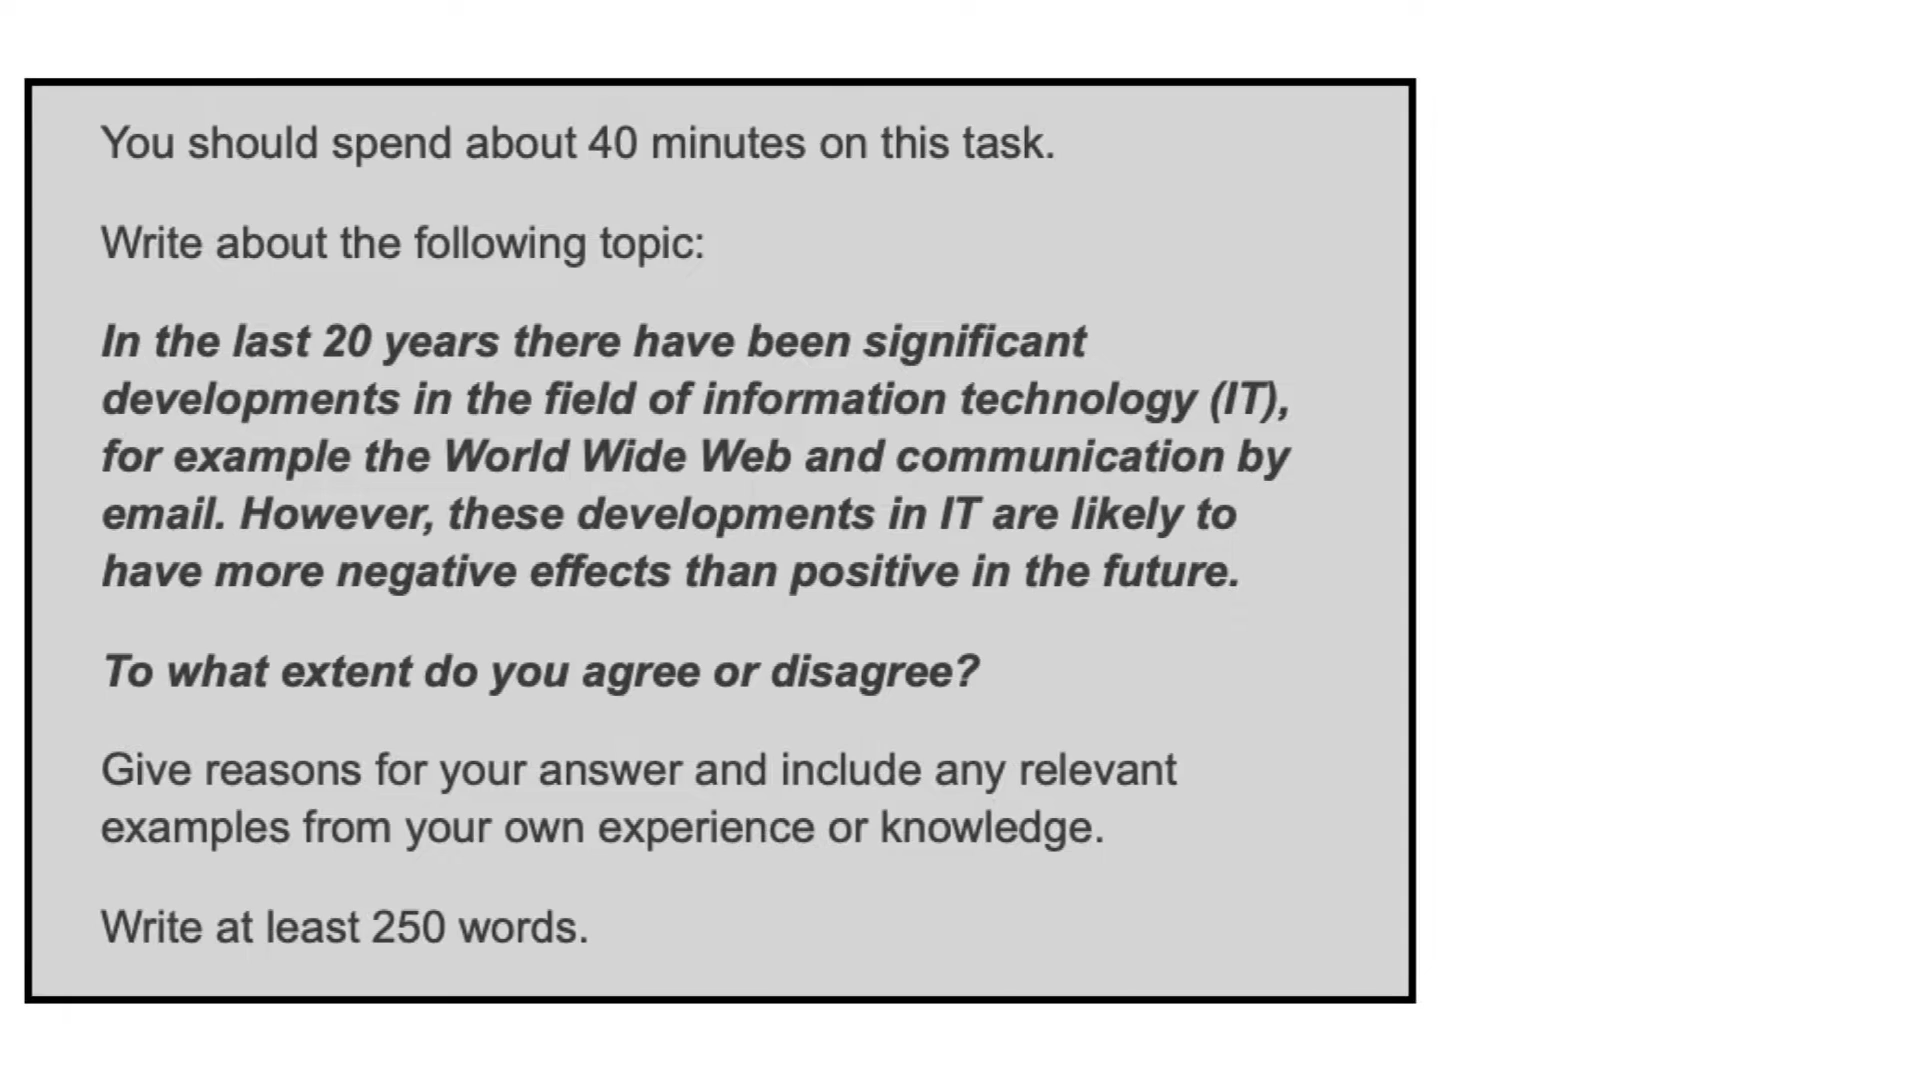 You should spend about 40 minutes on this task.
Write about the following topic:
In the last 20 years there have been significant
developments in the field of information technology (IT),
for example the World Wide Web and communication by
email. However, these developments in IT are likely to
have more negative effects than positive in the future.
To what extent do you agree or disagree?
Give reasons for your answer and include any relevant
examples from your own experience or knowledge.
Write at least 250 words.